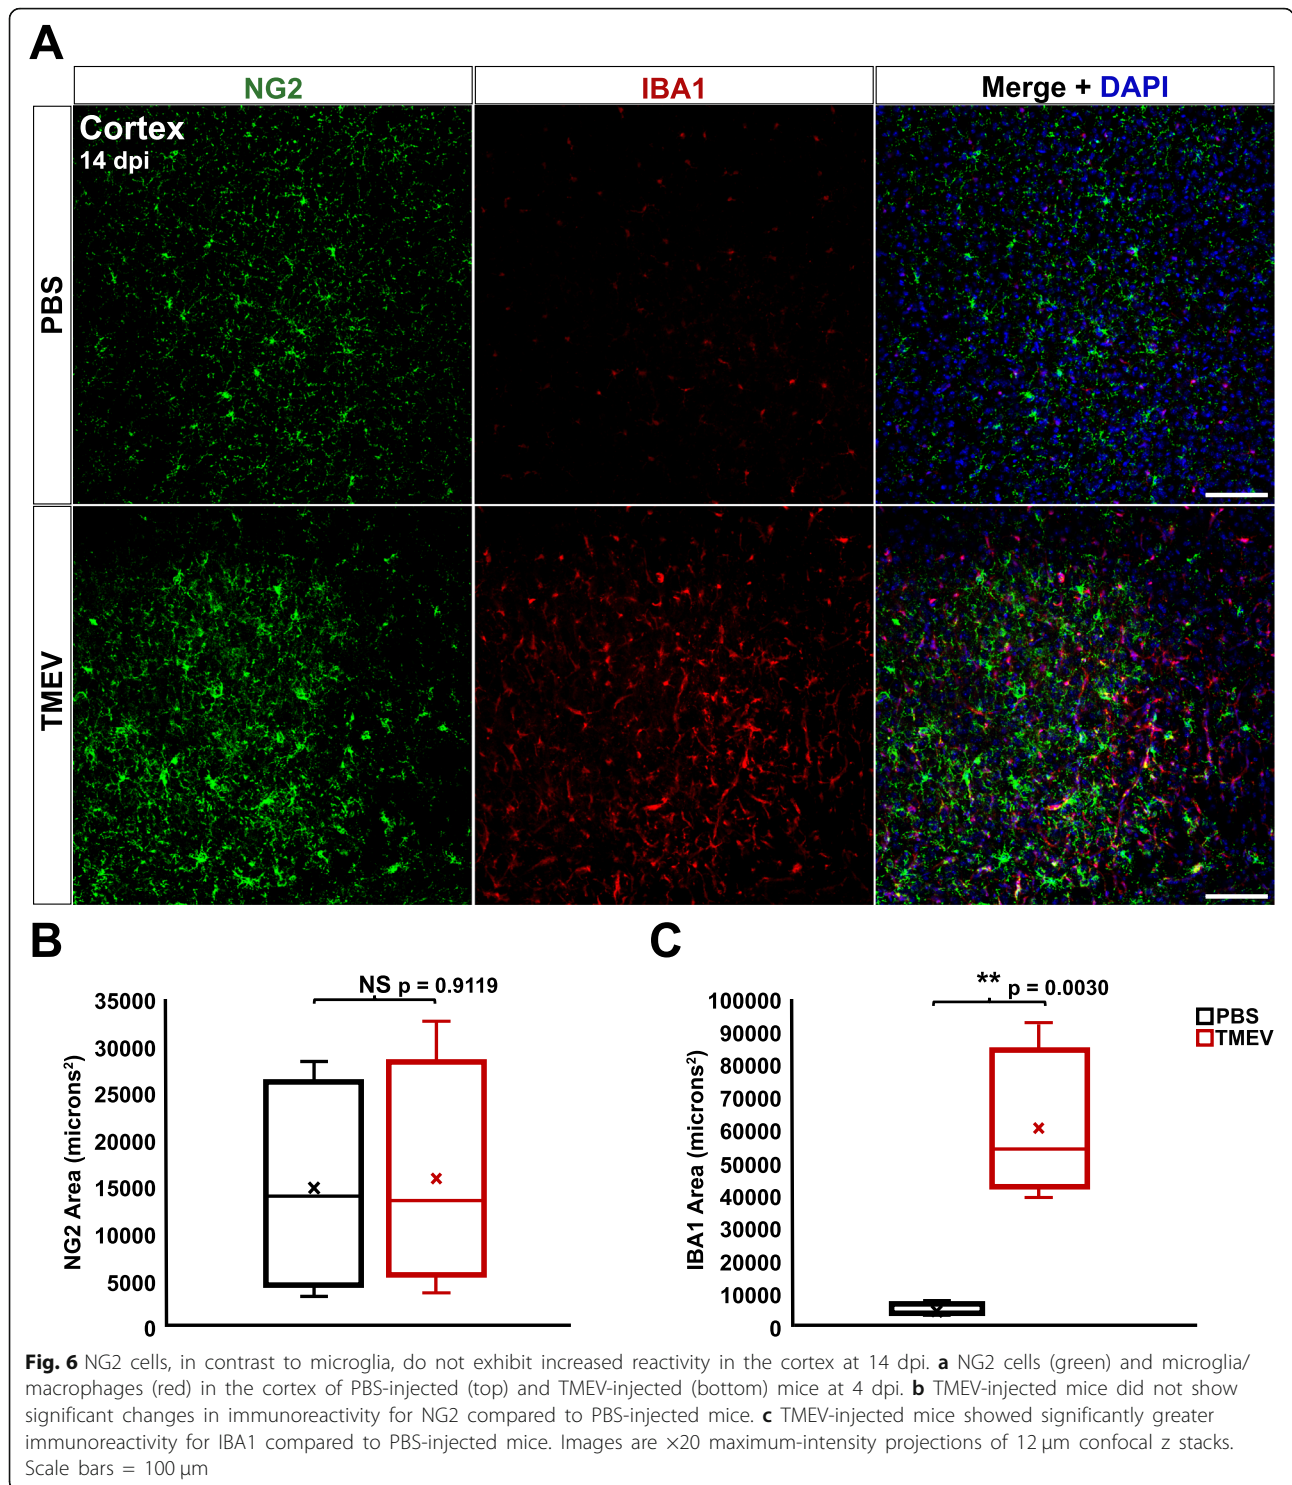 A
NG2
IBA1
Merge + DAPI
Cortex
14 dpi
PBS
TMEV
B
NS p = 0.9119
35000
30000
25000
20000
15000
10000
5000
0
NG2 Area (microns²)
C
** p = 0.0030
100000
90000
80000
70000
60000
50000
40000
30000
20000
10000
0
IBA1 Area (microns²)
PBS
TMEV
Fig. 6 NG2 cells, in contrast to microglia, do not exhibit increased reactivity in the cortex at 14 dpi. a NG2 cells (green) and microglia/
macrophages (red) in the cortex of PBS-injected (top) and TMEV-injected (bottom) mice at 4 dpi. b TMEV-injected mice did not show
significant changes in immunoreactivity for NG2 compared to PBS-injected mice. c TMEV-injected mice showed significantly greater
immunoreactivity for IBA1 compared to PBS-injected mice. Images are ×20 maximum-intensity projections of 12 μm confocal z stacks.
Scale bars = 100 μm